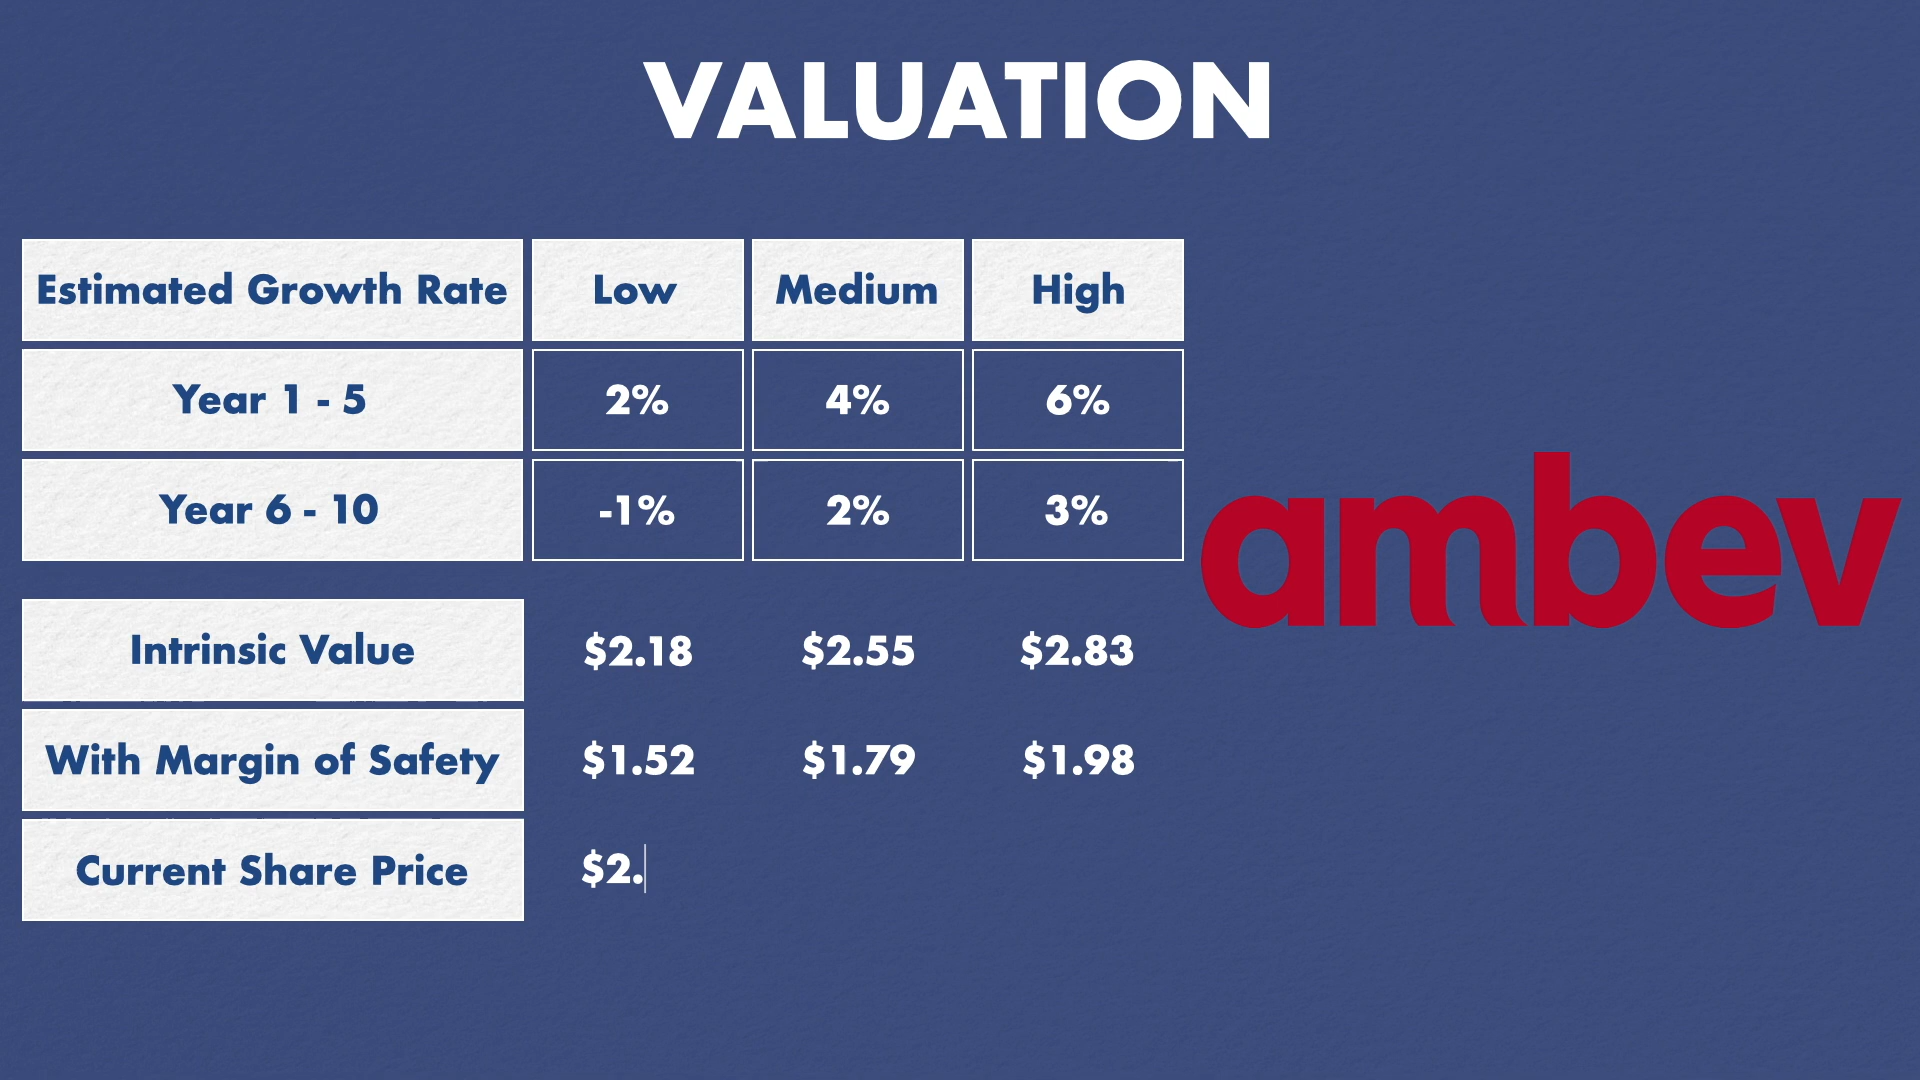 VALUATION
Estimated Growth Rate Low Medium High
Year 1 - 5 2% 4% 6%
Year 6 - 10 -1% 2% 3%
ambev
Intrinsic Value $2.18 $2.55 $2.83
With Margin of Safety $1.52 $1.79 $1.98
Current Share Price $2.